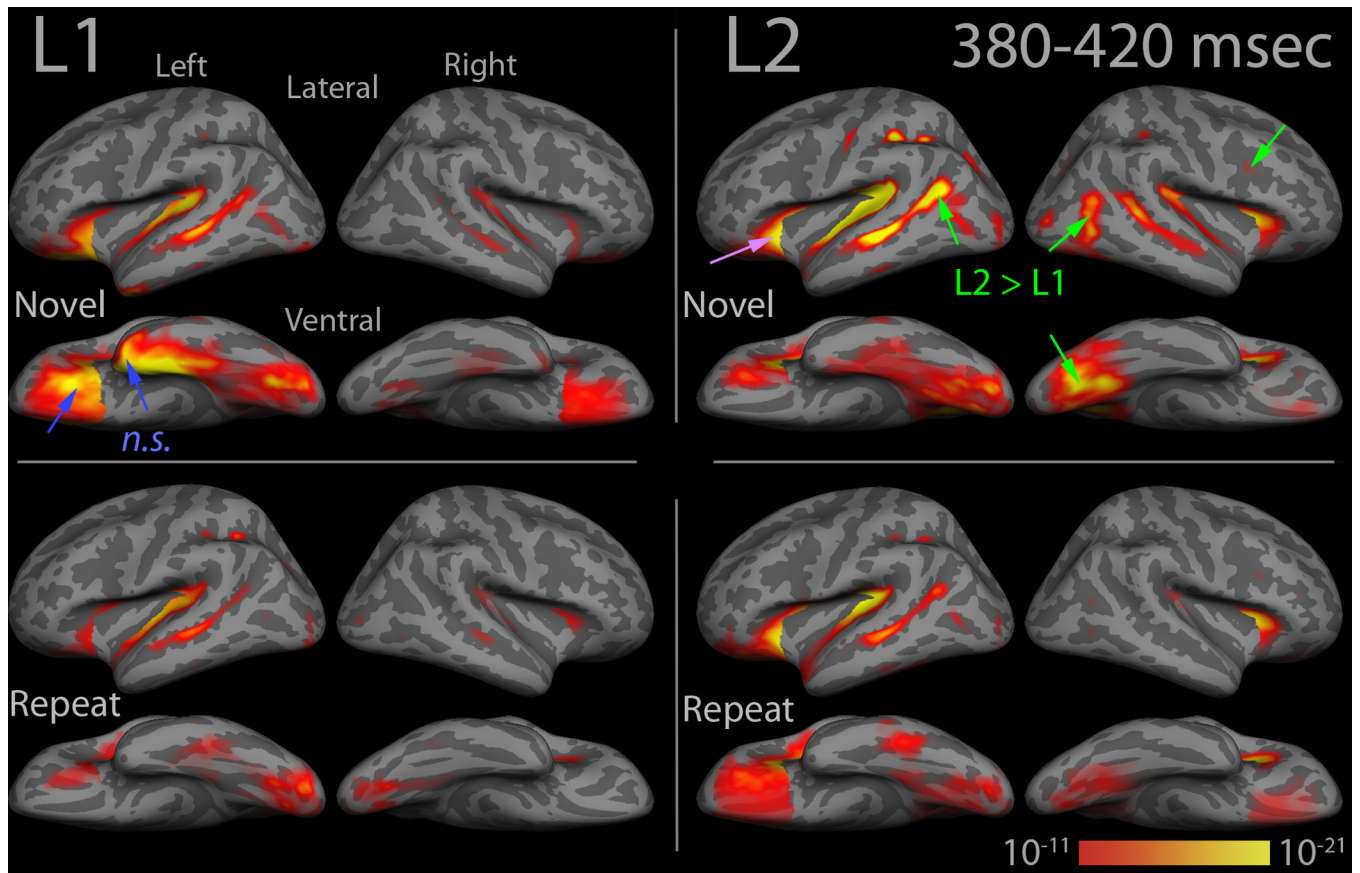 L1
Left
Lateral
Right
L2
380-420 msec
L2 > L1
Novel
Ventral
Novel
n.s.
Repeat
Repeat
10-11
10-21